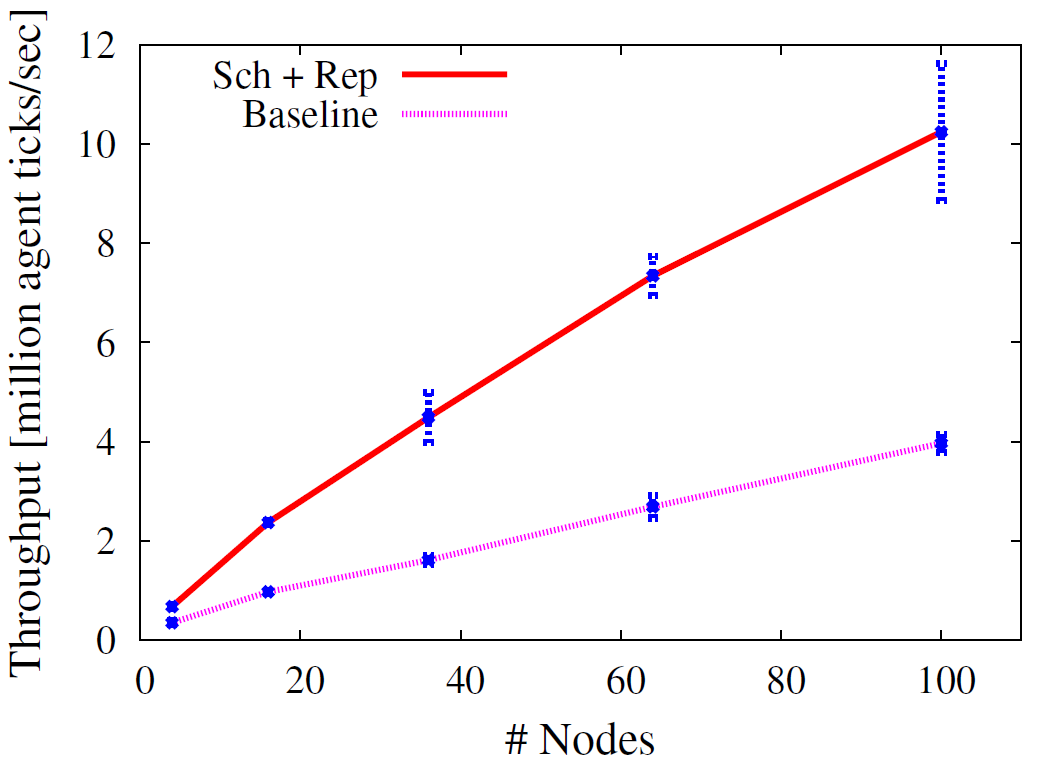 Throughput [million agent ticks/sec]
12
10
8
6
4
2
0
Sch + Rep
Baseline
0 20 40 60 80 100
# Nodes